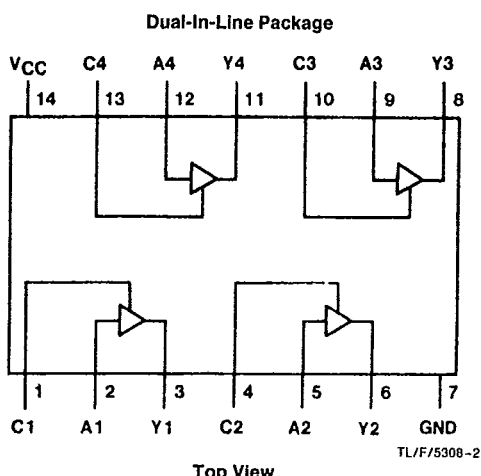 Dual-In-Line Package
VCC C4 A4 Y4 C3 A3 Y3
14 13 12 11 10 9 8
1 2 3 4 5 6 7
C1 A1 Y1 C2 A2 Y2 GND
TL/F/5308-2
Top View